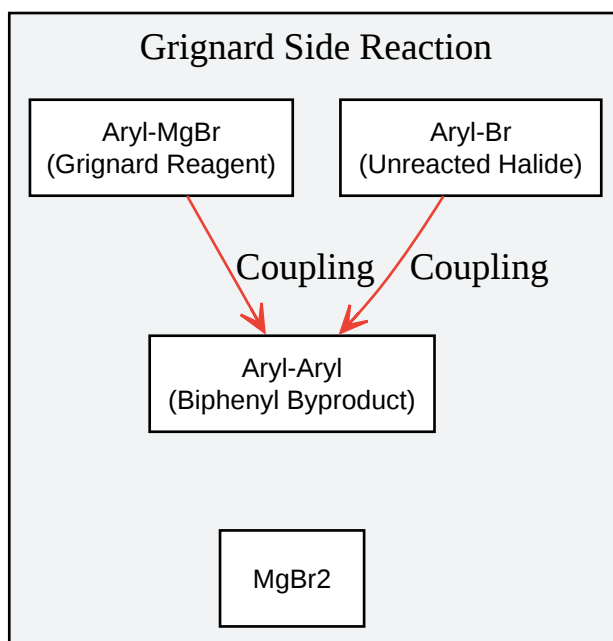 Grignard Side Reaction
Aryl-MgBr
(Grignard Reagent)
Aryl-Br
(Unreacted Halide)
Coupling
Coupling
Aryl-Aryl
(Biphenyl Byproduct)
MgBr2